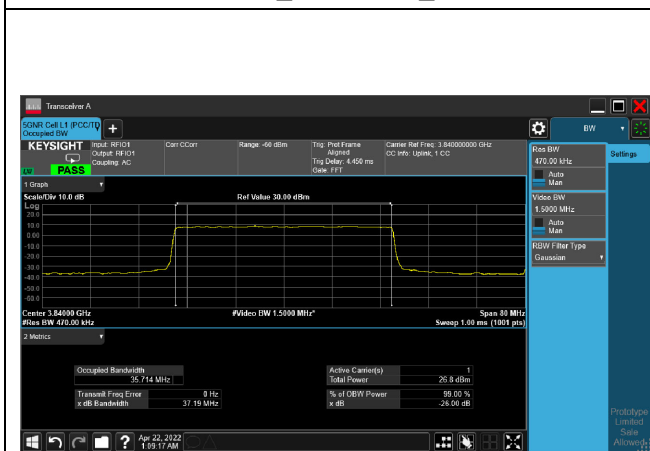 Transceiver A
5GNR Cell L1 (PCC/TD
Occupied BW
BW
KEYSIGHT
PASS
Input: RFIO1
Output: RFIO1
Coupling: AC
Corr CCorr
Range: -60 dBm
Trig: Prot Frame
Aligned
Trig Delay: 4.450 ms
Gate: FFT
Carrier Ref Freq: 3.840000000 GHz
CC Info: Uplink, 1 CC
Res BW
470.00 kHz
Auto
Man
Video BW
1.5000 MHz
Auto
Man
RBW Filter Type
Gaussian
Settings
1 Graph
Scale/Div 10.0 dB
Ref Value 30.00 dBm
Log
20.0
10.0
0.00
-10.0
-20.0
-30.0
-40.0
-50.0
-60.0
Center 3.84000 GHz
#Video BW 1.5000 MHz*
Span 80 MHz
#Res BW 470.00 kHz
Sweep 1.00 ms (1001 pts)
2 Metrics
Occupied Bandwidth
35.714 MHz
Active Carrier(s) 1
Total Power 26.8 dBm
Transmit Freq Error 0 Hz
x dB Bandwidth 37.19 MHz
% of OBW Power 99.00 %
x dB -26.00 dB
Prototype
Limited
Sale
Allowed
Apr 22, 2022
1:09:17 AM